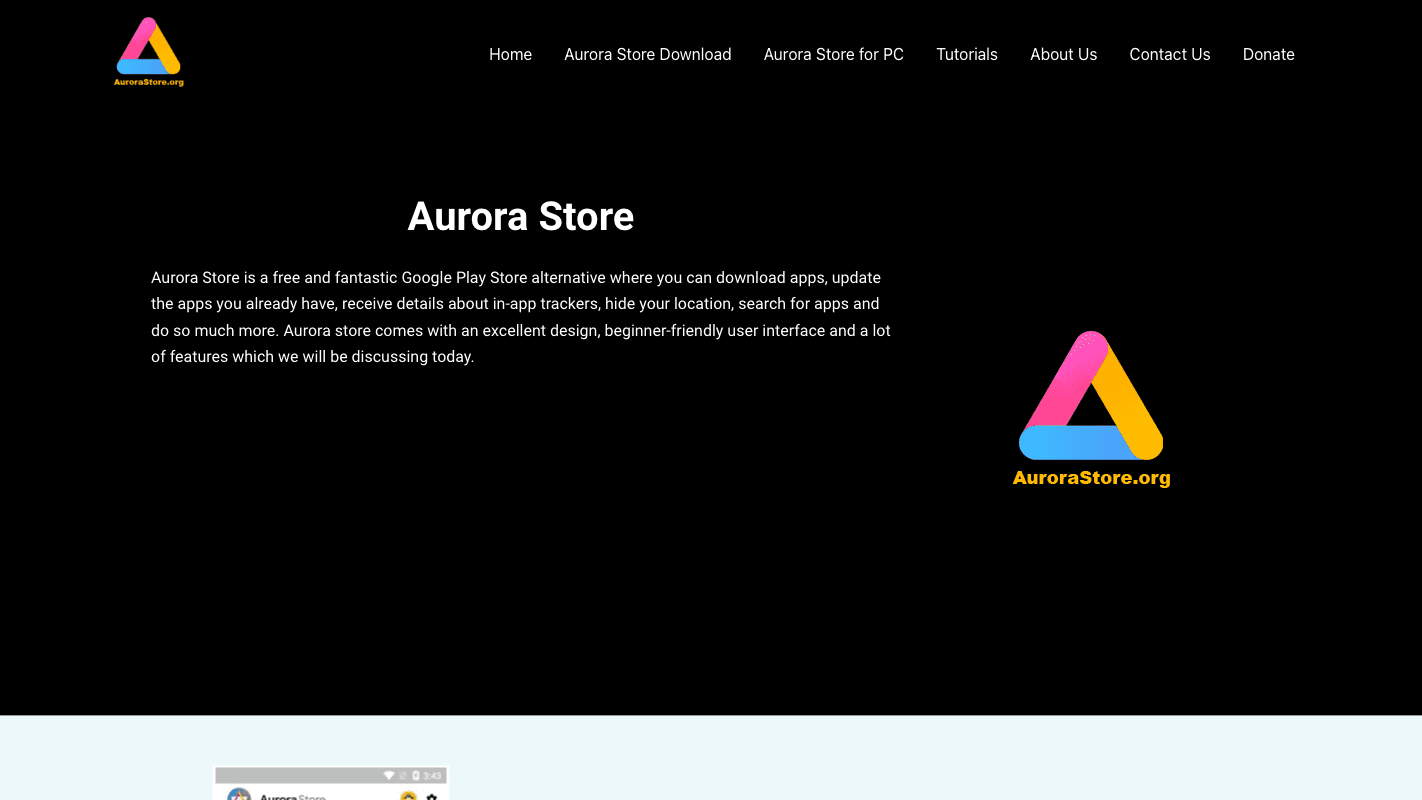 AuroraStore.org
Home
Aurora Store Download
Aurora Store for PC
Tutorials
About Us
Contact Us
Donate
Aurora Store
Aurora Store is a free and fantastic Google Play Store alternative where you can download apps, update
the apps you already have, receive details about in-app trackers, hide your location, search for apps and
do so much more. Aurora store comes with an excellent design, beginner-friendly user interface and a lot
of features which we will be discussing today.
AuroraStore.org
3:43
Aurora Store